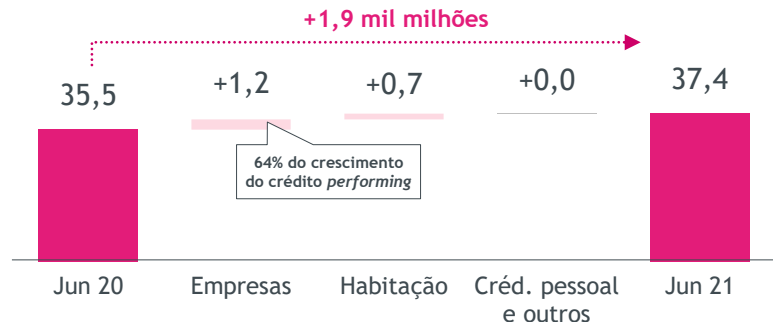 +1,9 mil milhões
35,5
+1,2
+0,7
+0,0
37,4
64% do crescimento
do crédito performing
Jun 20
Empresas
Habitação
Créd. pessoal
e outros
Jun 21